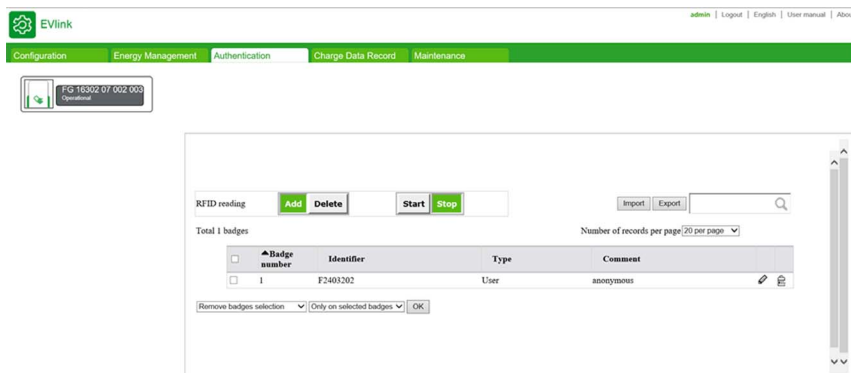 admin | Logout | English | User manual |
EVlink
Configuration Energy Management Authentication Charge Data Record Maintenance
FG 16302 07 002 003
Operational
RFID reading Add Delete Start Stop Import Export
Total 1 badges Number of records per page 20 per page
Badge number Identifier Type Comment
1 F2403202 User anonymous
Remove badges selection Only on selected badges OK